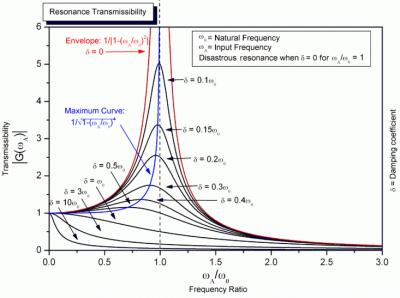 Resonance Transmissibility
Envelope: 1/|1-(ωA/ω0)²|
δ = 0
ω0 = Natural Frequency
ωA = Input Frequency
Disastrous resonance when δ = 0 for ωA/ω0 = 1
δ = 0.1ω0
Maximum Curve:
1/√1-(ωA/ω0)⁴
δ = 0.15ω0
δ = 0.2ω0
δ = 0.5ω0
δ = ω0
δ = 3ω0
δ = 10ω0
δ = 0.3ω0
δ = 0.4ω0
6
5
4
3
2
1
0
0.0 0.5 1.0 1.5 2.0 2.5 3.0
ωA/ω0
Frequency Ratio
Transmissibility
|G(ωA)|
δ = Damping coefficient